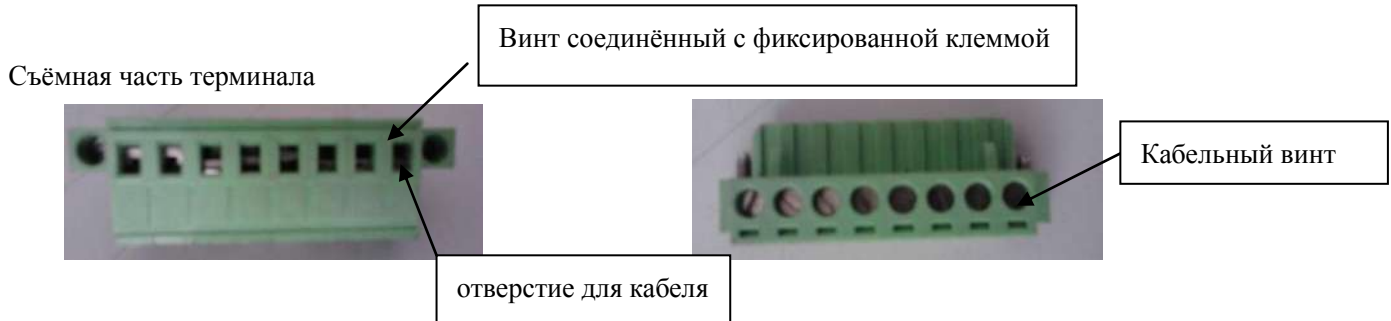 Винт соединённый с фиксированной клеммой
Съёмная часть терминала
Кабельный винт
отверстие для кабеля